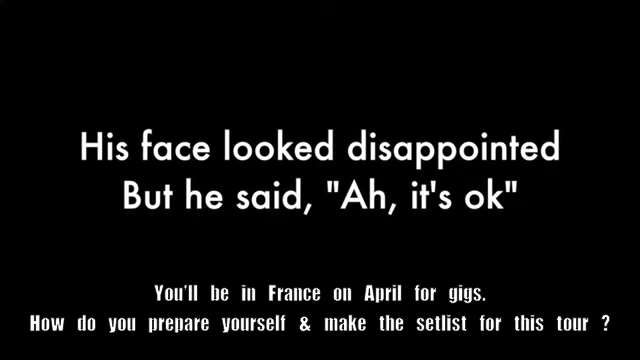 His face looked disappointed
But he said, "Ah, it's ok"
You'll be in France on April for gigs.
How do you prepare yourself & make the setlist for this tour ?